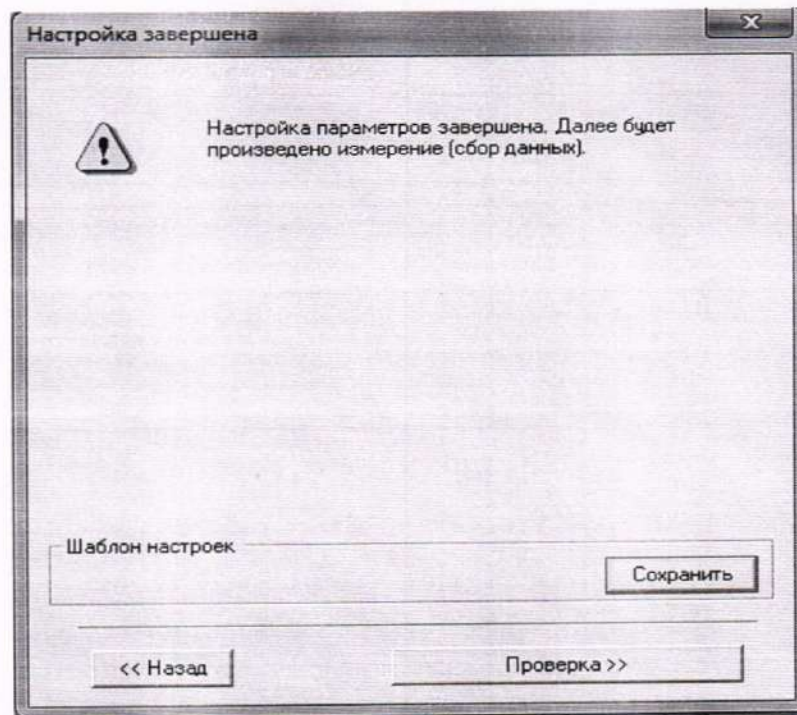 Настройка завершена
Настройка параметров завершена. Далее будет
произведено измерение (сбор данных).
Шаблон настроек
Сохранить
<< Назад
Проверка >>